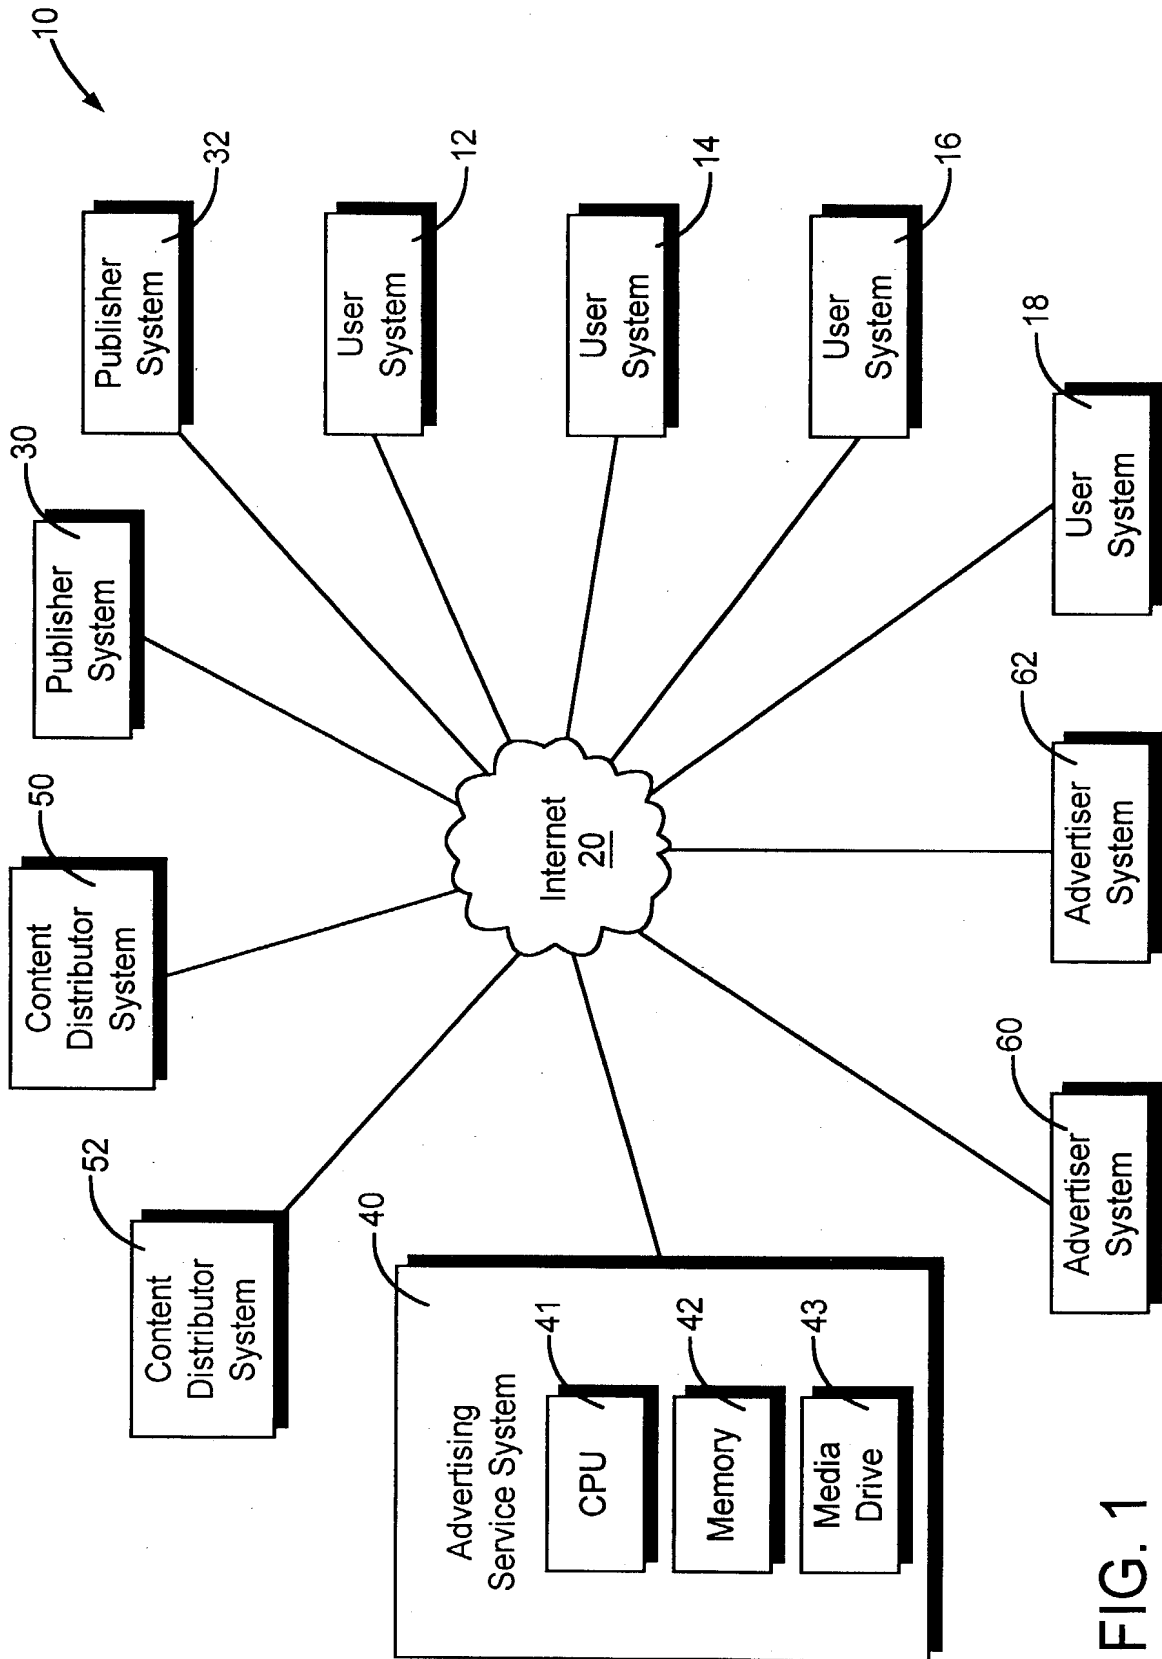 10
Content
Distributor
System
52
Content
Distributor
System
50
Publisher
System
30
Publisher
System
32
Advertising
Service System
40
CPU
41
Memory
42
Media
Drive
43
Internet
20
User
System
12
User
System
14
User
System
16
Advertiser
System
60
Advertiser
System
62
User
System
18
FIG. 1